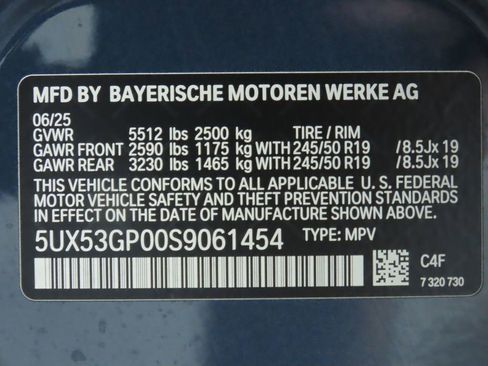 MFD BY BAYERISCHE MOTOREN WERKE AG
06/25
GVWR 5512 lbs 2500 kg TIRE / RIM
GAWR FRONT 2590 lbs 1175 kg WITH 245/50 R19 / 8.5Jx 19
GAWR REAR 3230 lbs 1465 kg WITH 245/50 R19 / 8.5Jx 19
THIS VEHICLE CONFORMS TO ALL APPLICABLE U. S. FEDERAL
MOTOR VEHICLE SAFETY AND THEFT PREVENTION STANDARDS
IN EFFECT ON THE DATE OF MANUFACTURE SHOWN ABOVE.
5UX53GP00S9061454 TYPE: MPV
C4F
7 320 730